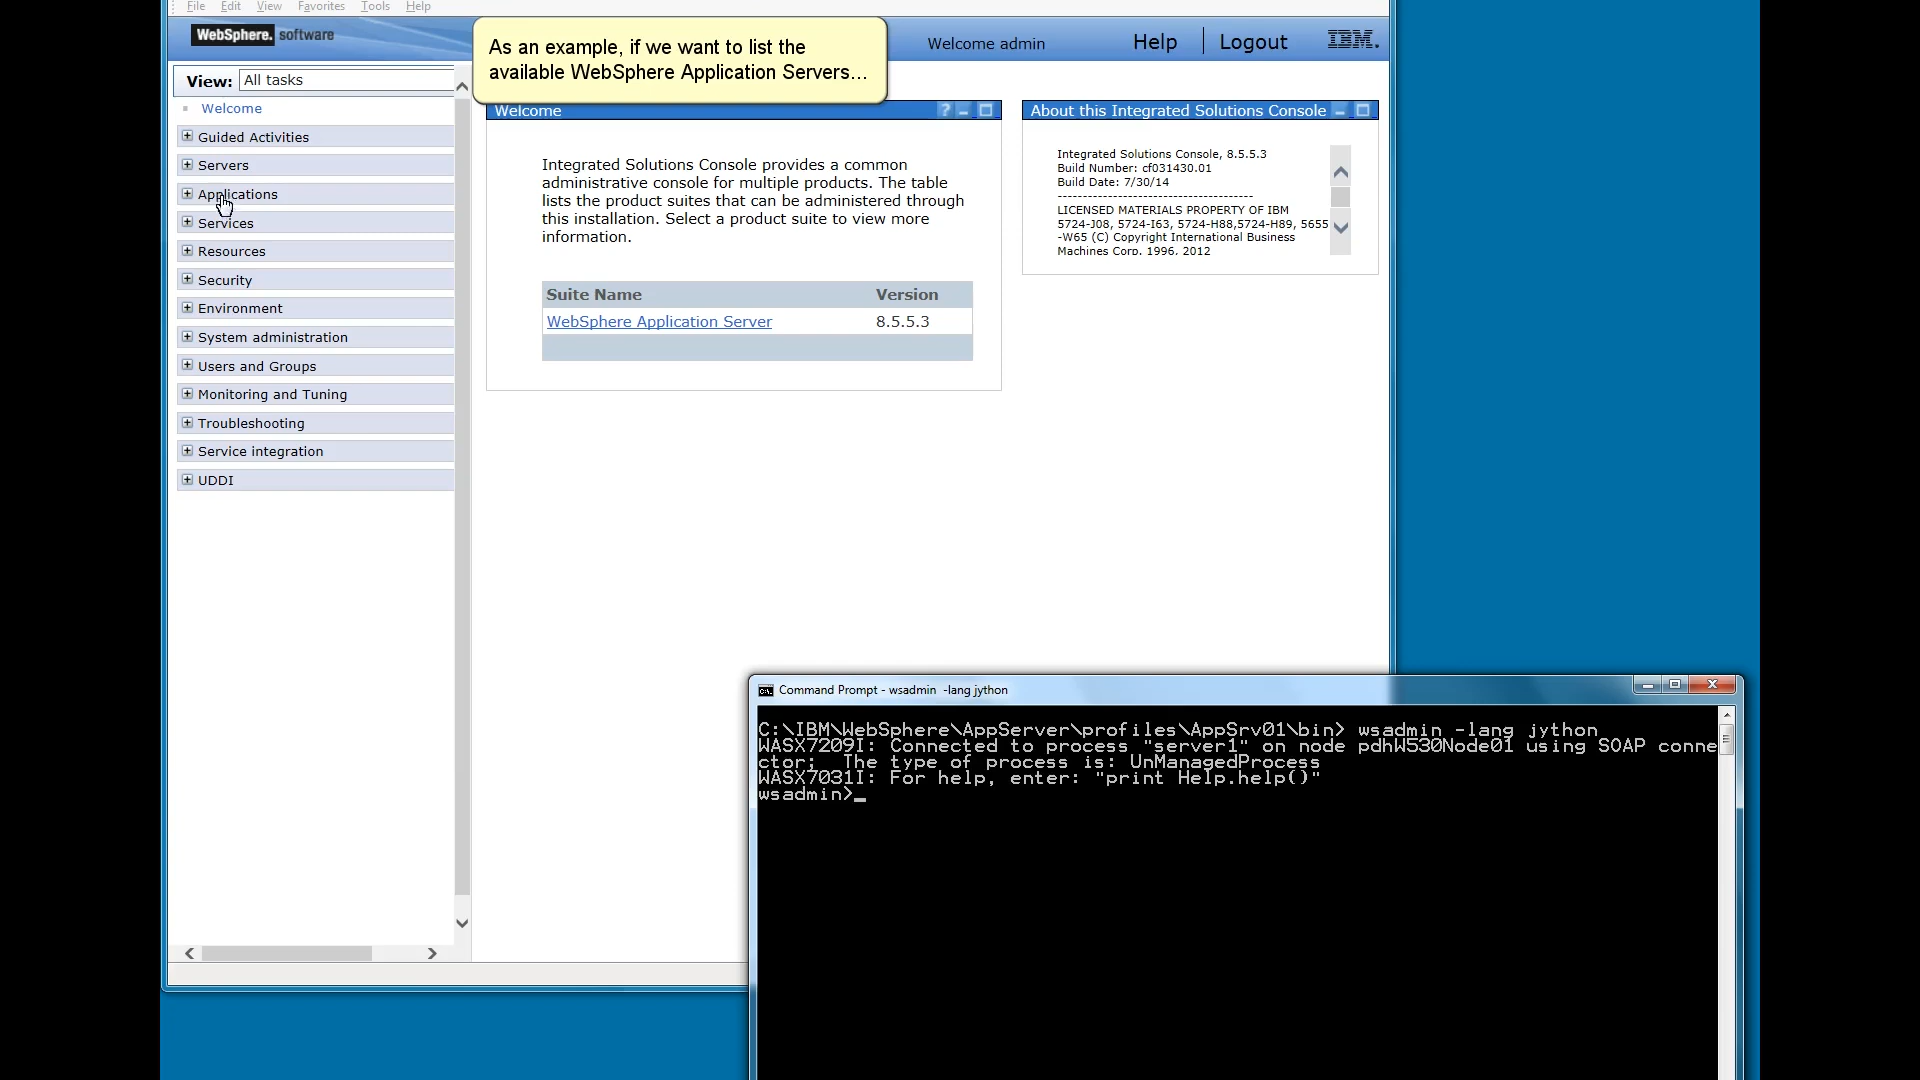 File Edit View Favorites Tools Help
WebSphere. software
As an example, if we want to list the
available WebSphere Application Servers...
Welcome admin
Help
Logout
IBM.
View: All tasks
Welcome
Guided Activities
Servers
Applications
Services
Resources
Security
Environment
System administration
Users and Groups
Monitoring and Tuning
Troubleshooting
Service integration
UDDI
Welcome
?
Integrated Solutions Console provides a common
administrative console for multiple products. The table
lists the product suites that can be administered through
this installation. Select a product suite to view more
information.
Suite Name Version
WebSphere Application Server 8.5.5.3
About this Integrated Solutions Console
Integrated Solutions Console, 8.5.5.3
Build Number: cf031430.01
Build Date: 7/30/14
----------------------------------------
LICENSED MATERIALS PROPERTY OF IBM
5724-J08, 5724-I63, 5724-H88,5724-H89, 5655
-W65 (C) Copyright International Business
Machines Corp. 1996, 2012
Command Prompt - wsadmin -lang jython
C:\IBM\WebSphere\AppServer\profiles\AppSrv01\bin> wsadmin -lang jython
WASX7209I: Connected to process "server1" on node pdhW530Node01 using SOAP conne
ctor;  The type of process is: UnManagedProcess
WASX7031I: For help, enter: "print Help.help()"
wsadmin>_